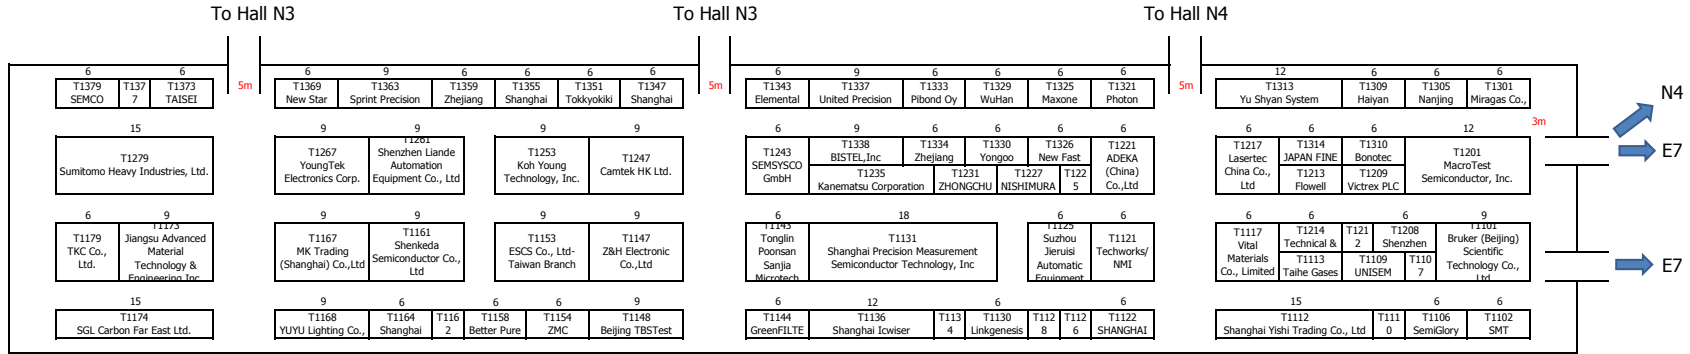 To Hall N3
To Hall N3
To Hall N4
6
6
6
9
6
6
6
6
6
9
6
6
6
6
12
6
6
6
T1379
SEMCO
T137
7
T1373
TAISEI
5m
T1369
New Star
T1363
Sprint Precision
T1359
Zhejiang
T1355
Shanghai
T1351
Tokkyokiki
T1347
Shanghai
5m
T1343
Elemental
T1337
United Precision
T1333
Pibond Oy
T1329
WuHan
T1325
Maxone
T1321
Photon
5m
T1313
Yu Shyan System
T1309
Haiyan
T1305
Nanjing
T1301
Miragas Co.,
N4
3m
15
9
9
9
9
6
9
6
6
6
6
6
6
6
12
T1279
Sumitomo Heavy Industries, Ltd.
T1267
YoungTek
Electronics Corp.
T1261
Shenzhen Liande
Automation
Equipment Co., Ltd
T1253
Koh Young
Technology, Inc.
T1247
Camtek HK Ltd.
T1243
SEMSYSCO
GmbH
T1338
BISTEL,Inc
T1334
Zhejiang
T1330
Yongoo
T1326
New Fast
T1235
Kanematsu Corporation
T1231
ZHONGCHU
T1227
NISHIMURA
T122
5
T1221
ADEKA
(China)
Co.,Ltd
T1217
Lasertec
China Co.,
Ltd
T1314
JAPAN FINE
T1310
Bonotec
T1213
Flowell
T1209
Victrex PLC
T1201
MacroTest
Semiconductor, Inc.
E7
6
9
9
9
9
9
6
18
6
6
6
6
6
9
T1179
TKC Co.,
Ltd.
T1173
Jiangsu Advanced
Material
Technology &
Engineering Inc
T1167
MK Trading
(Shanghai) Co.,Ltd
T1161
Shenkeda
Semiconductor Co.,
Ltd
T1153
ESCS Co., Ltd-
Taiwan Branch
T1147
Z&H Electronic
Co.,Ltd
T1143
Tonglin
Poonsan
Sanjia
Microtech
T1131
Shanghai Precision Measurement
Semiconductor Technology, Inc
T1125
Suzhou
Jieruisi
Automatic
Equipment
T1121
Techworks/
NMI
T1117
Vital
Materials
Co., Limited
T1214
Technical &
T121
2
T1208
Shenzhen
T1113
Taihe Gases
T1109
UNISEM
T110
7
T1101
Bruker (Beijing)
Scientific
Technology Co.,
Ltd
E7
15
9
6
6
6
9
6
12
6
6
15
6
6
T1174
SGL Carbon Far East Ltd.
T1168
YUYU Lighting Co.,
T1164
Shanghai
T116
2
T1158
Better Pure
T1154
ZMC
T1148
Beijing TBSTest
T1144
GreenFILTE
T1136
Shanghai Icwiser
T113
4
T1130
Linkgenesis
T112
8
T112
6
T1122
SHANGHAI
T1112
Shanghai Yishi Trading Co., Ltd
T111
0
T1106
SemiGlory
T1102
SMT